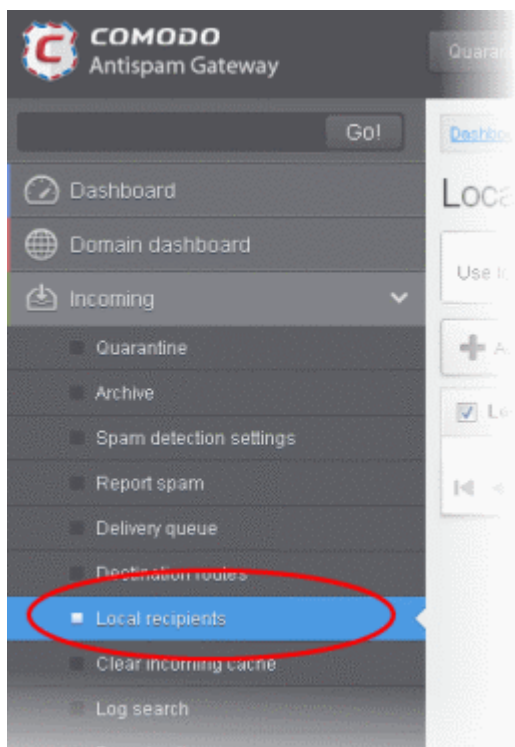 COMODO
Antispam Gateway
Go!
Dashboard
Domain dashboard
Incoming
Quarantine
Archive
Spam detection settings
Report spam
Delivery queue
Destination routes
Local recipients
Clear incoming cache
Log search
Use